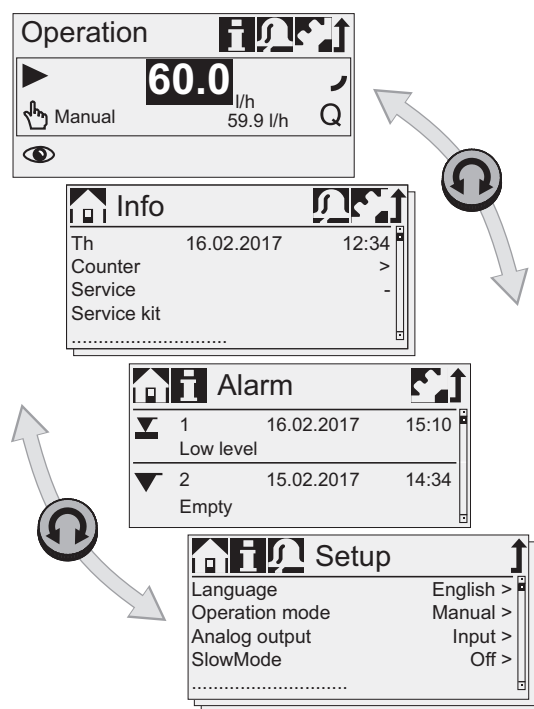 Operation
60.0
l/h
Manual 59.9 l/h Q
Info
Th 16.02.2017 12:34
Counter >
Service -
Service kit
..............................
Alarm
1 16.02.2017 15:10
Low level
2 15.02.2017 14:34
Empty
Setup
Language English >
Operation mode Manual >
Analog output Input >
SlowMode Off >
..............................